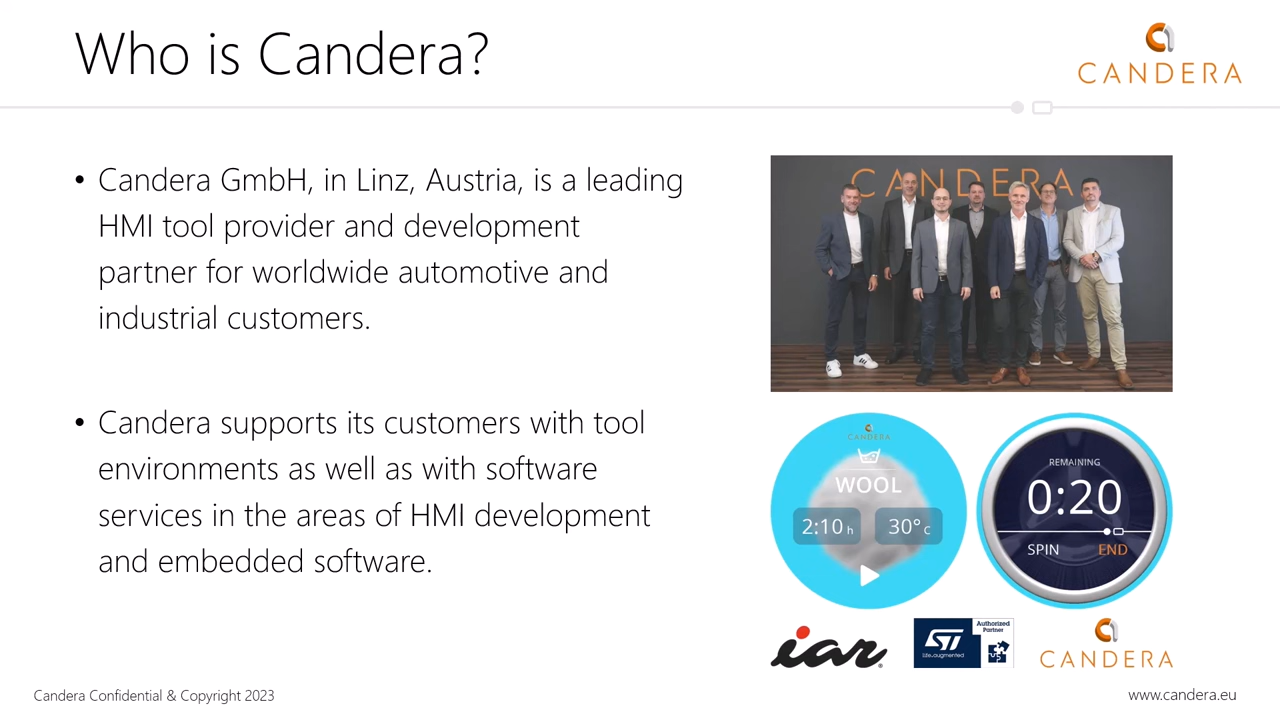 Who is Candera?
CANDERA
• Candera GmbH, in Linz, Austria, is a leading
HMI tool provider and development
partner for worldwide automotive and
industrial customers.
• Candera supports its customers with tool
environments as well as with software
services in the areas of HMI development
and embedded software.
CANDERA
CANDERA
WOOL
2:10 h
30° C
REMAINING
0:20
SPIN
END
iar
ST
life.augmented
Authorized
Partner
CANDERA
Candera Confidential & Copyright 2023
www.candera.eu